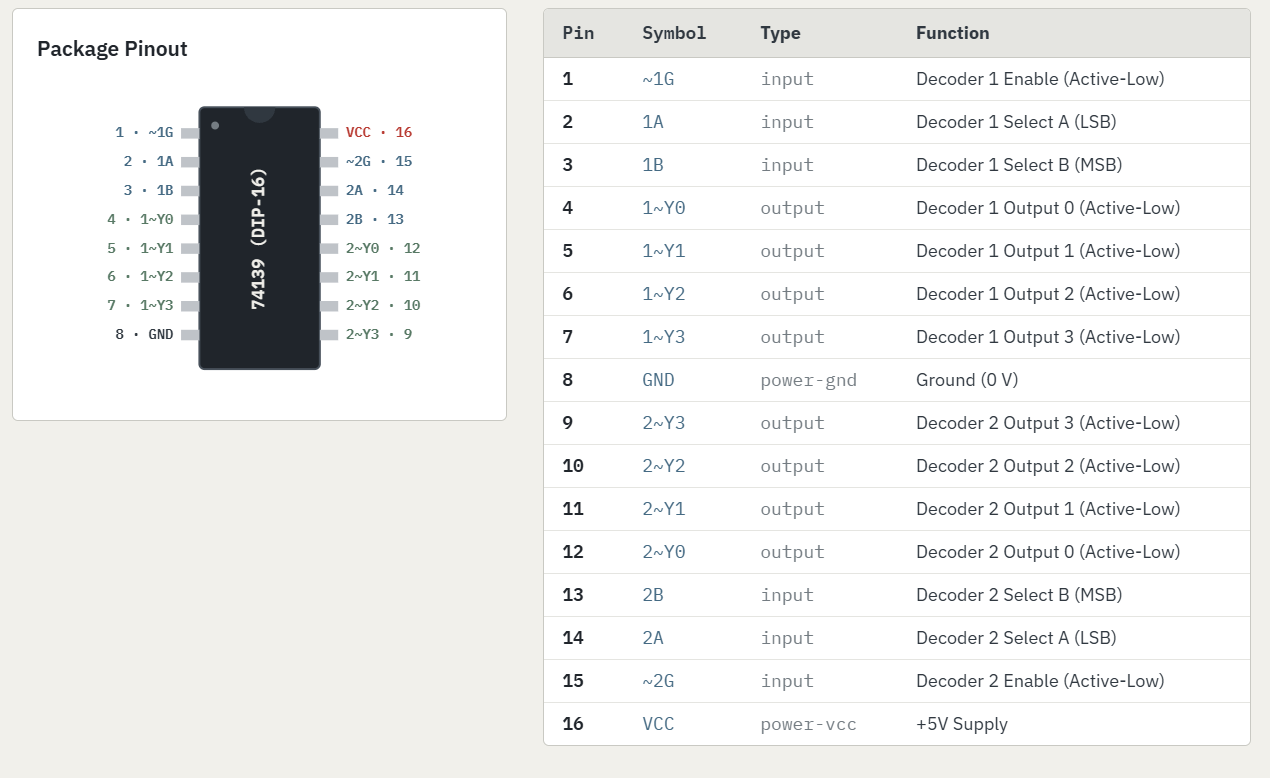 Package Pinout
1 · ~1G
2 · 1A
3 · 1B
4 · 1~Y0
5 · 1~Y1
6 · 1~Y2
7 · 1~Y3
8 · GND
74139 (DIP-16)
VCC · 16
~2G · 15
2A · 14
2B · 13
2~Y0 · 12
2~Y1 · 11
2~Y2 · 10
2~Y3 · 9
Pin Symbol Type Function
1 ~1G input Decoder 1 Enable (Active-Low)
2 1A input Decoder 1 Select A (LSB)
3 1B input Decoder 1 Select B (MSB)
4 1~Y0 output Decoder 1 Output 0 (Active-Low)
5 1~Y1 output Decoder 1 Output 1 (Active-Low)
6 1~Y2 output Decoder 1 Output 2 (Active-Low)
7 1~Y3 output Decoder 1 Output 3 (Active-Low)
8 GND power-gnd Ground (0 V)
9 2~Y3 output Decoder 2 Output 3 (Active-Low)
10 2~Y2 output Decoder 2 Output 2 (Active-Low)
11 2~Y1 output Decoder 2 Output 1 (Active-Low)
12 2~Y0 output Decoder 2 Output 0 (Active-Low)
13 2B input Decoder 2 Select B (MSB)
14 2A input Decoder 2 Select A (LSB)
15 ~2G input Decoder 2 Enable (Active-Low)
16 VCC power-vcc +5V Supply